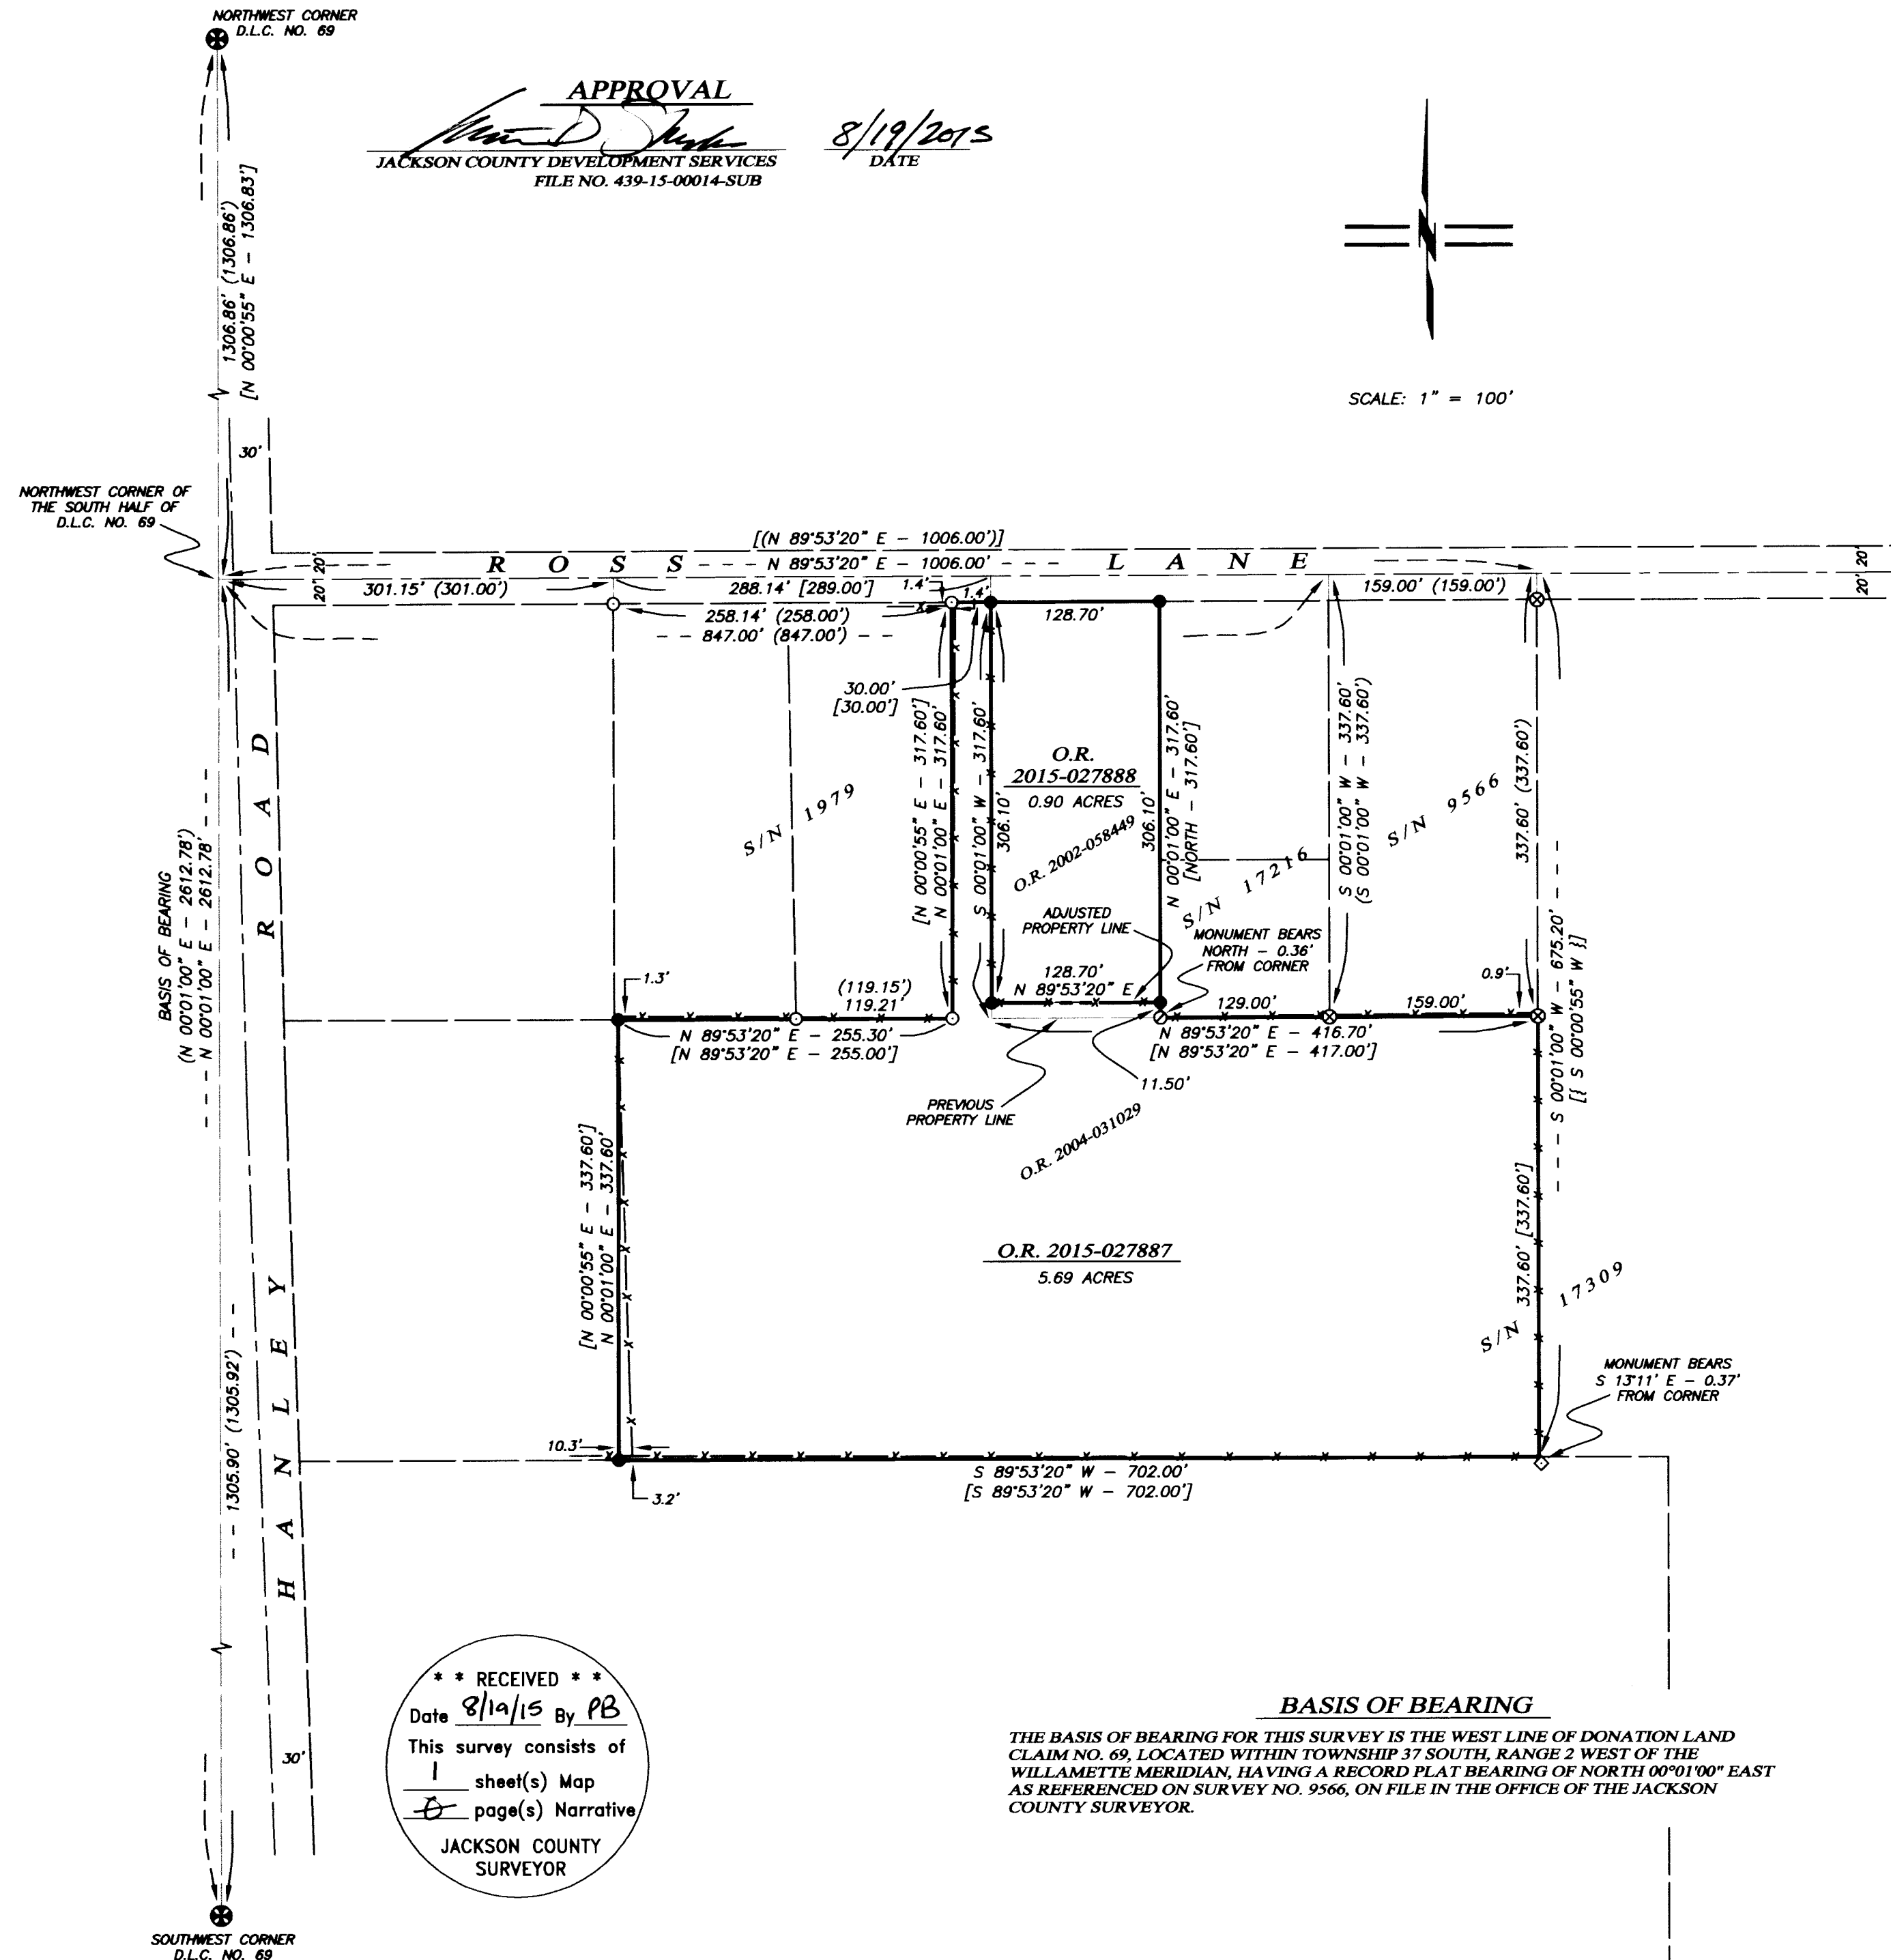 NORTHWEST CORNER
D.L.C. NO. 69
APPROVAL
8/19/2015
JACKSON COUNTY DEVELOPMENT SERVICES
DATE
FILE NO. 439-15-00014-SUB
1306.86' (1306.86')
[N 00°00'55" E - 1306.83']
SCALE: 1" = 100'
30'
NORTHWEST CORNER OF
THE SOUTH HALF OF
D.L.C. NO. 69
[(N 89°53'20" E - 1006.00')]
ROSS LANE
N 89°53'20" E - 1006.00'
20' 20'
20' 20'
301.15' (301.00')
288.14' [289.00']
1.4'
1.4'
159.00' (159.00')
258.14' (258.00')
128.70'
847.00' (847.00')
30.00'
[30.00']
[N 00°00'55" E - 317.60']
N 00°01'00" E - 317.60'
S 00°01'00" W - 317.60'
306.10'
O.R.
2015-027888
0.90 ACRES
O.R. 2002-058449
306.10'
N 00°01'00" E - 317.60'
[NORTH - 317.60']
S 00°01'00" W - 337.60'
(S 00°01'00" W - 337.60')
337.60' (337.60')
S/N 1979
S/N 9566
S/N 17216
ADJUSTED
PROPERTY LINE
MONUMENT BEARS
NORTH - 0.36'
FROM CORNER
BASIS OF BEARING
(N 00°01'00" E - 2612.78')
N 00°01'00" E - 2612.78'
HANLEY ROAD
1.3'
(119.15')
119.21'
128.70'
N 89°53'20" E
129.00'
159.00'
0.9'
N 89°53'20" E - 255.30'
[N 89°53'20" E - 255.00']
N 89°53'20" E - 416.70'
[N 89°53'20" E - 417.00']
11.50'
PREVIOUS
PROPERTY LINE
O.R. 2004-031029
S 00°01'00" W - 675.20'
[{ S 00°00'55" W }]
[N 00°00'55" E - 337.60']
N 00°01'00" E - 337.60'
O.R. 2015-027887
5.69 ACRES
337.60' [337.60']
S/N 17309
MONUMENT BEARS
S 13°11' E - 0.37'
FROM CORNER
1305.90' (1305.92')
10.3'
3.2'
S 89°53'20" W - 702.00'
[S 89°53'20" W - 702.00']
* * RECEIVED * *
Date 8/19/15 By PB
This survey consists of
1 sheet(s) Map
0 page(s) Narrative
JACKSON COUNTY
SURVEYOR
30'
BASIS OF BEARING
THE BASIS OF BEARING FOR THIS SURVEY IS THE WEST LINE OF DONATION LAND
CLAIM NO. 69, LOCATED WITHIN TOWNSHIP 37 SOUTH, RANGE 2 WEST OF THE
WILLAMETTE MERIDIAN, HAVING A RECORD PLAT BEARING OF NORTH 00°01'00" EAST
AS REFERENCED ON SURVEY NO. 9566, ON FILE IN THE OFFICE OF THE JACKSON
COUNTY SURVEYOR.
SOUTHWEST CORNER
D.L.C. NO. 69